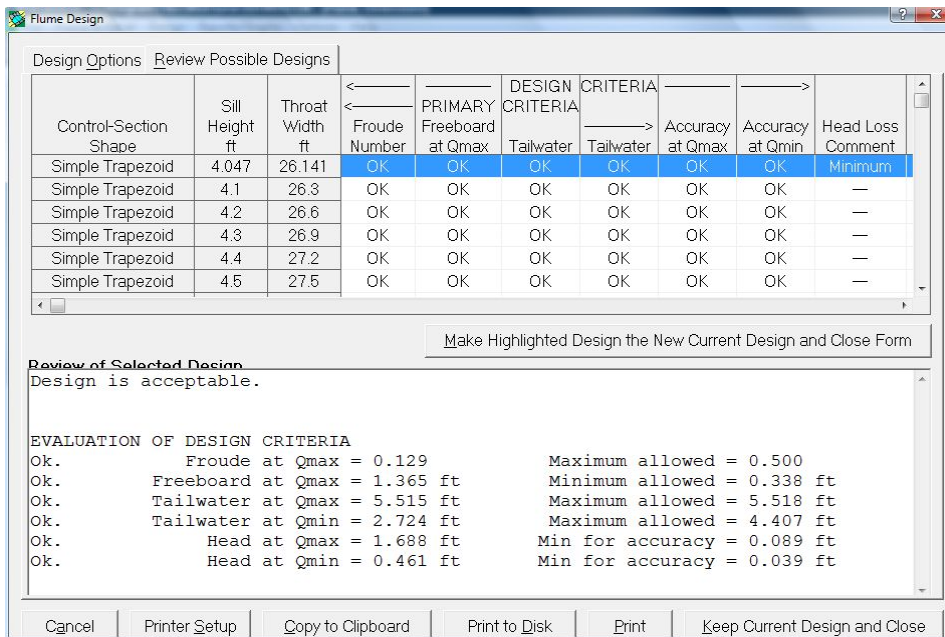 Flume Design
Design Options Review Possible Designs
<---- ---- DESIGN CRITERIA ---- ---->
<---- PRIMARY CRITERIA ---->
Control-Section Shape Sill Height ft Throat Width ft Froude Number Freeboard at Qmax Tailwater Tailwater Accuracy at Qmax Accuracy at Qmin Head Loss Comment
Simple Trapezoid 4.047 26.141 OK OK OK OK OK OK Minimum
Simple Trapezoid 4.1 26.3 OK OK OK OK OK OK —
Simple Trapezoid 4.2 26.6 OK OK OK OK OK OK —
Simple Trapezoid 4.3 26.9 OK OK OK OK OK OK —
Simple Trapezoid 4.4 27.2 OK OK OK OK OK OK —
Simple Trapezoid 4.5 27.5 OK OK OK OK OK OK —
Make Highlighted Design the New Current Design and Close Form
Review of Selected Design
Design is acceptable.
EVALUATION OF DESIGN CRITERIA
Ok. Froude at Qmax = 0.129 Maximum allowed = 0.500
Ok. Freeboard at Qmax = 1.365 ft Minimum allowed = 0.338 ft
Ok. Tailwater at Qmax = 5.515 ft Maximum allowed = 5.518 ft
Ok. Tailwater at Qmin = 2.724 ft Maximum allowed = 4.407 ft
Ok. Head at Qmax = 1.688 ft Min for accuracy = 0.089 ft
Ok. Head at Qmin = 0.461 ft Min for accuracy = 0.039 ft
Cancel Printer Setup Copy to Clipboard Print to Disk Print Keep Current Design and Close